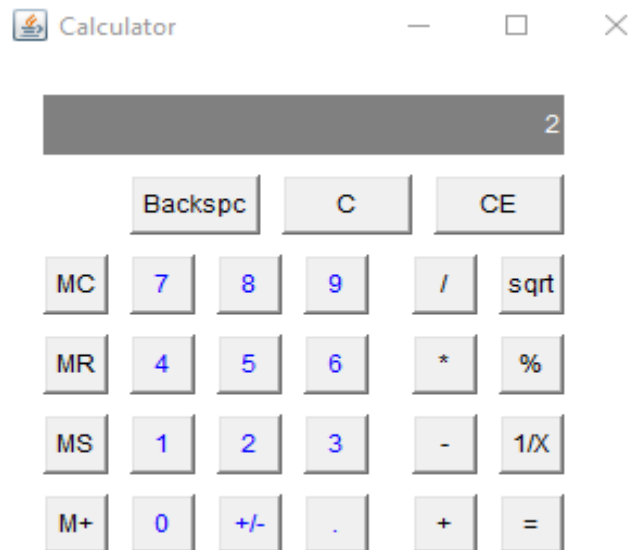 Calculator
2
Backspc C CE
MC 7 8 9 / sqrt
MR 4 5 6 * %
MS 1 2 3 - 1/X
M+ 0 +/- . + =